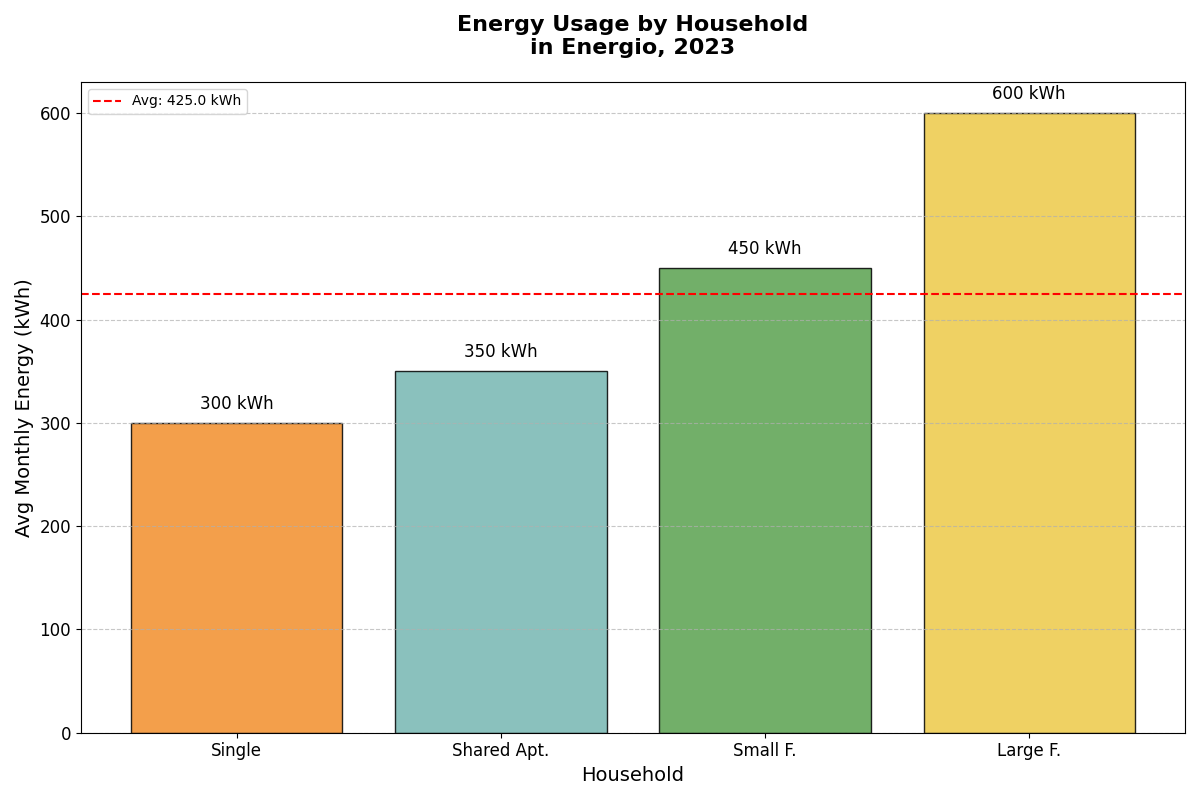 Energy Usage by Household
in Energio, 2023
Avg: 425.0 kWh
600 kWh
450 kWh
350 kWh
300 kWh
Avg Monthly Energy (kWh)
600
500
400
300
200
100
0
Single
Shared Apt.
Small F.
Large F.
Household